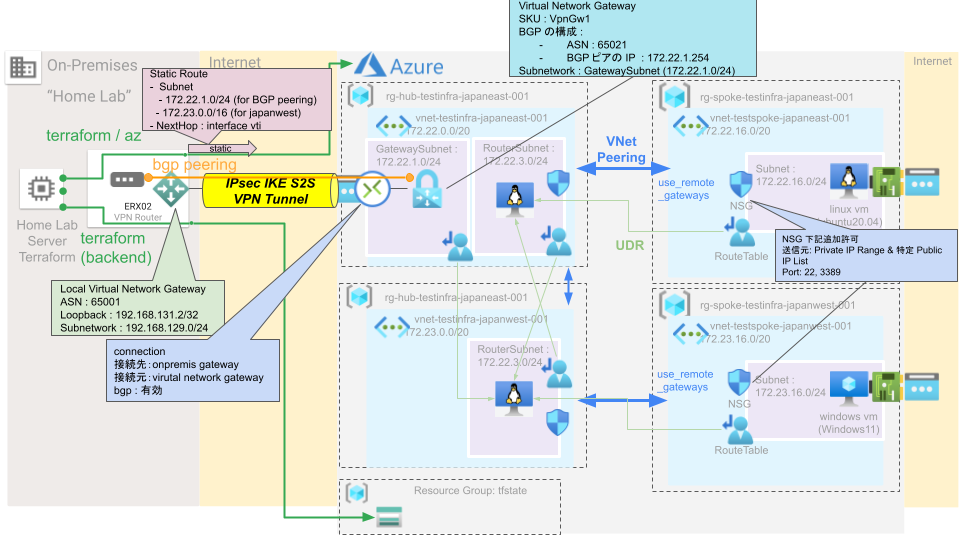 Virtual Network Gateway
SKU : VpnGw1
BGP の構成 :
- ASN : 65021
- BGP ピアの IP : 172.22.1.254
Subnetwork : GatewaySubnet (172.22.1.0/24)
On-Premises
"Home Lab"
Internet
Static Route
- Subnet
- 172.22.1.0/24 (for BGP peering)
- 172.23.0.0/16 (for japanwest)
- NextHop : interface vti
static
Azure
Internet
terraform / az
bgp peering
ERX02
VPN Router
IPsec IKE S2S
VPN Tunnel
Home Lab
Server
Terraform
terraform
(backend)
Local Virtual Network Gateway
ASN : 65001
Loopback : 192.168.131.2/32
Subnetwork : 192.168.129.0/24
connection
接続先 : onpremis gateway
接続元 : virutal network gateway
bgp : 有効
rg-hub-testinfra-japaneast-001
vnet-testinfra-japaneast-001
172.22.0.0/20
GatewaySubnet :
172.22.1.0/24
RouterSubnet :
172.22.3.0/24
VNet
Peering
UDR
rg-spoke-testinfra-japaneast-001
vnet-testspoke-japaneast-001
172.22.16.0/20
use_remote
_gateways
Subnet :
172.22.16.0/24
NSG
RouteTable
linux vm
(ubuntu20.04)
NSG 下記追加許可
送信元: Private IP Range & 特定 Public
IP List
Port: 22, 3389
rg-hub-testinfra-japaneast-001
vnet-testinfra-japanwest-001
172.23.0.0/20
RouterSubnet :
172.22.3.0/24
rg-spoke-testinfra-japanwest-001
vnet-testspoke-japanwest-001
172.23.16.0/20
use_remote
_gateways
Subnet :
172.23.16.0/24
NSG
RouteTable
windows vm
(Windows11)
Resource Group: tfstate